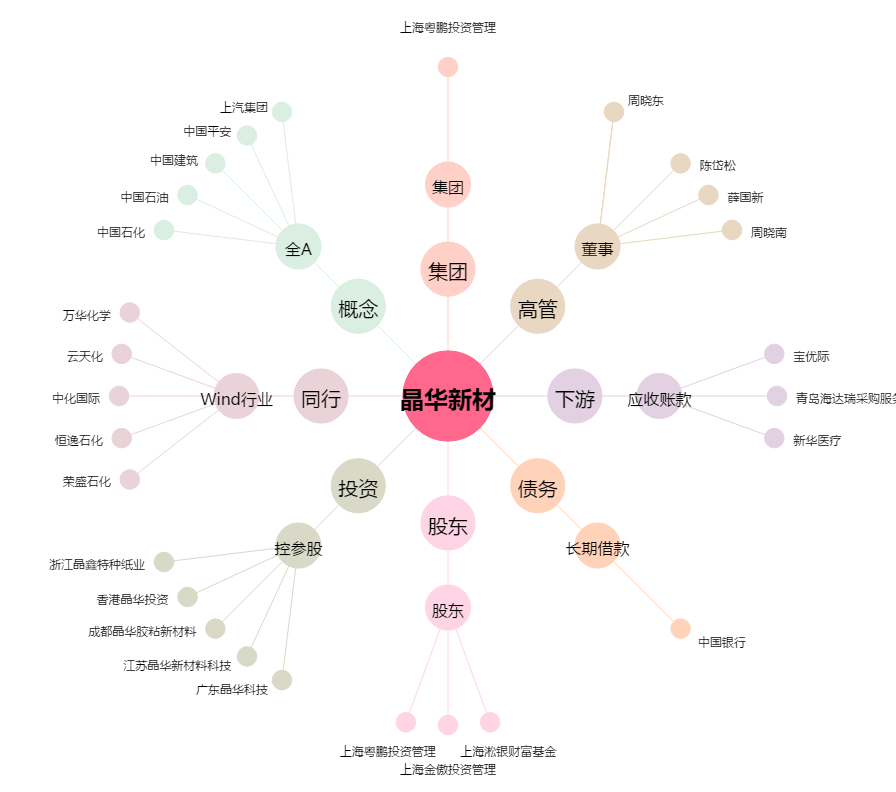 上海粤鹏投资管理
集团
集团
上汽集团
中国平安
中国建筑
中国石油
中国石化
全A
概念
周晓东
陈岱松
薛国新
周晓南
董事
高管
万华化学
云天化
中化国际
恒逸石化
荣盛石化
Wind行业
同行
晶华新材
下游
应收账款
宝优际
青岛海达瑞采购服务
新华医疗
投资
控参股
浙江晶鑫特种纸业
香港晶华投资
成都晶华胶粘新材料
江苏晶华新材料科技
广东晶华科技
股东
股东
上海粤鹏投资管理
上海金傲投资管理
上海淞银财富基金
债务
长期借款
中国银行